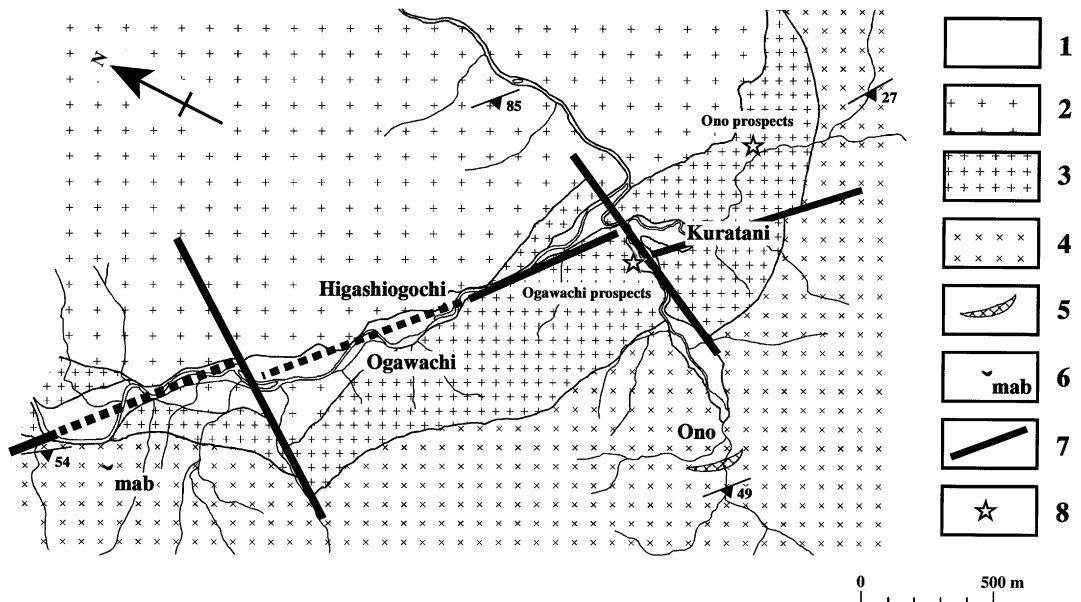 N
85
27
Ono prospects
Kuratani
Higashiogochi
Ogawachi prospects
Ogawachi
Ono
54
mab
49
1
2
3
4
5
mab
6
7
8
0 500 m